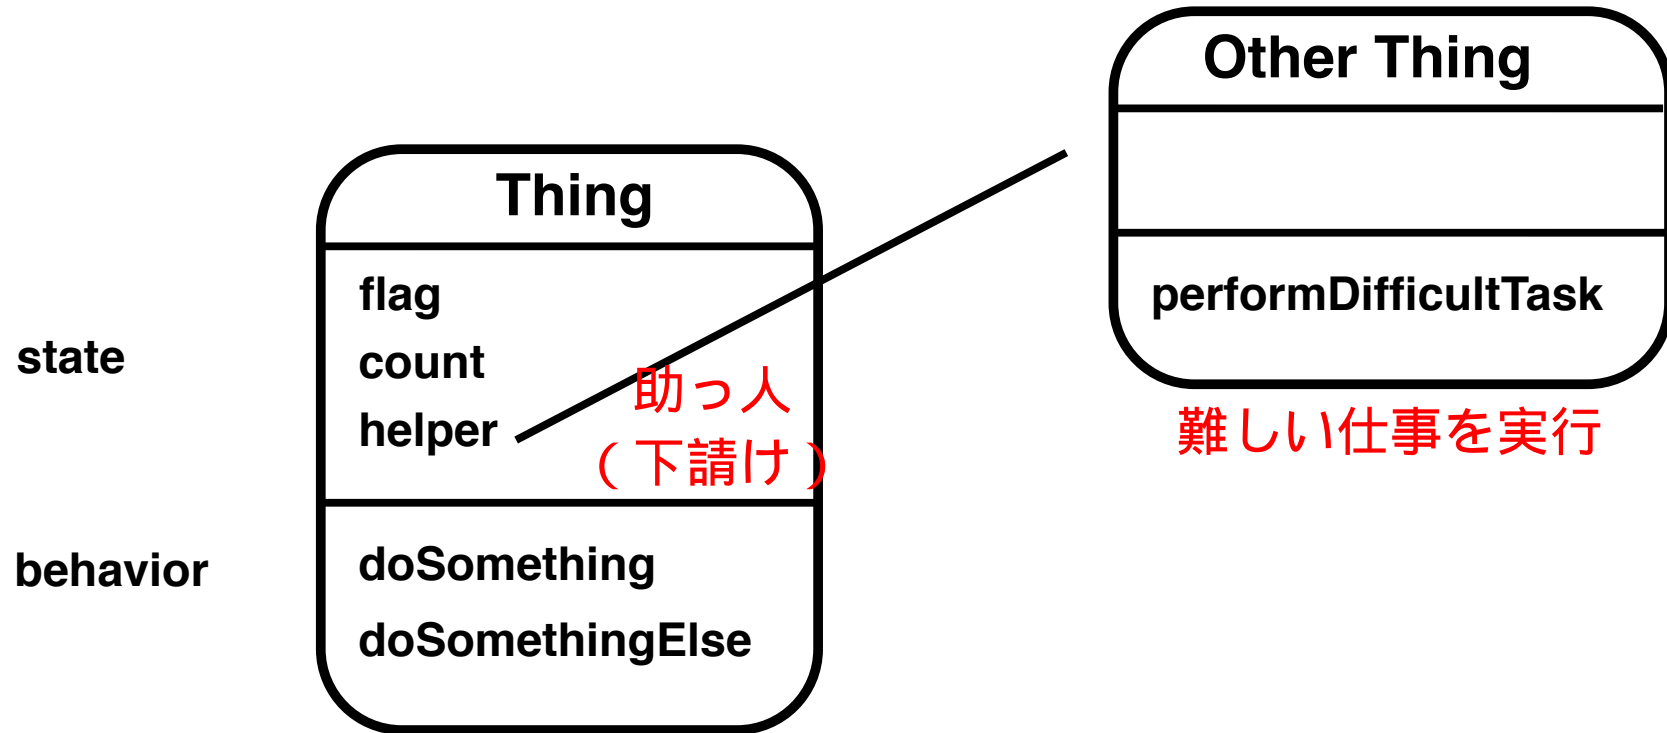 Other Thing
performDifficultTask
難しい仕事を実行
Thing
state
flag
count
helper
助っ人
(下請け)
behavior
doSomething
doSomethingElse